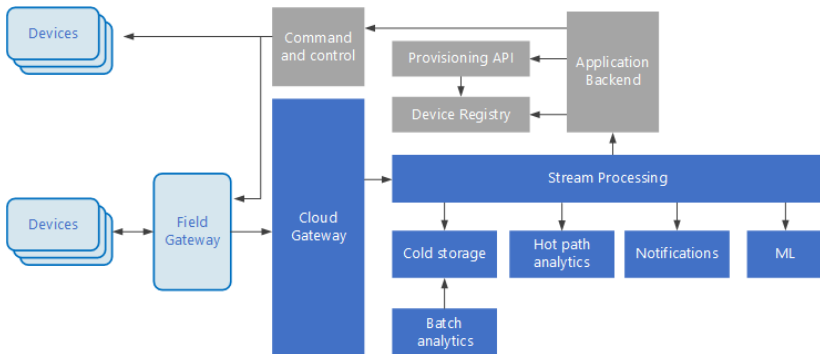 Devices
Command
and control
Provisioning API
Application
Backend
Device Registry
Stream Processing
Devices
Field
Gateway
Cloud
Gateway
Cold storage
Hot path
analytics
Notifications
ML
Batch
analytics